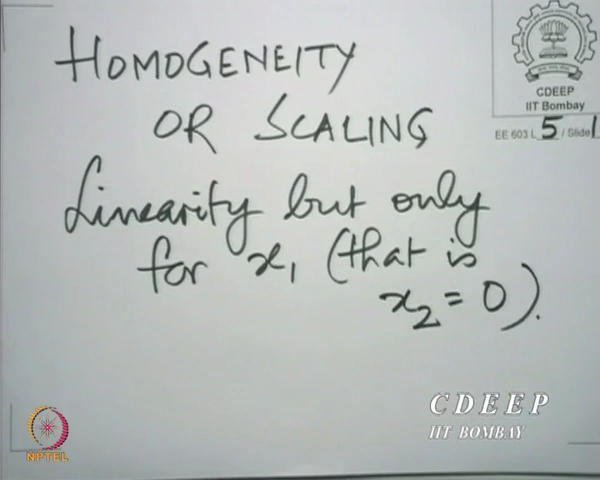 HOMOGENEITY
OR SCALING
Linearity but only
for x₁ (that is
x₂ = 0).
CDEEP
IIT Bombay
EE 603 L 5 / Slide 1
CDEEP
IIT BOMBAY
NPTEL